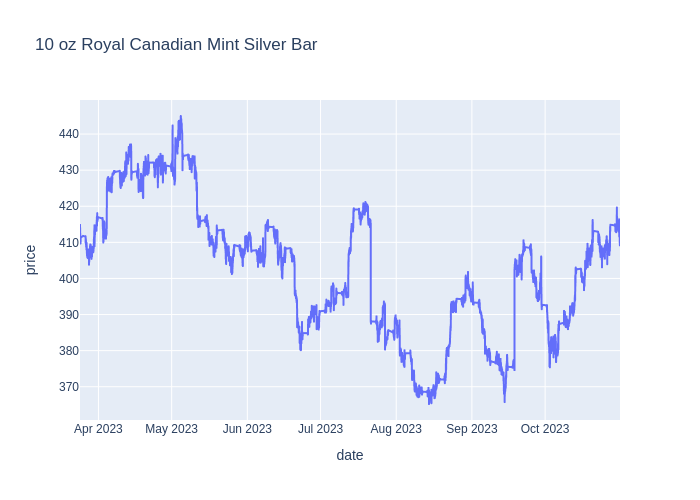 10 oz Royal Canadian Mint Silver Bar
440
430
420
410
400
390
380
370
price
Apr 2023 May 2023 Jun 2023 Jul 2023 Aug 2023 Sep 2023 Oct 2023
date